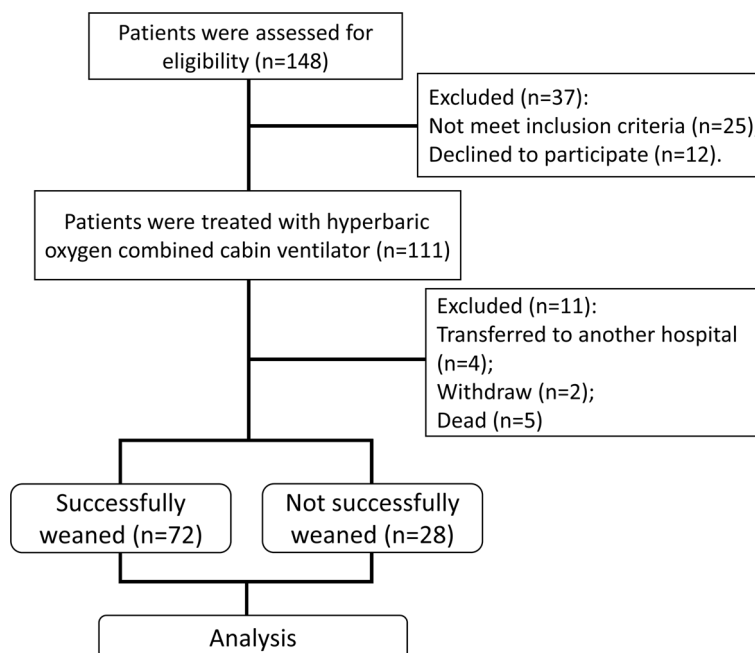 Patients were assessed for
eligibility (n=148)
Excluded (n=37):
Not meet inclusion criteria (n=25)
Declined to participate (n=12).
Patients were treated with hyperbaric
oxygen combined cabin ventilator (n=111)
Excluded (n=11):
Transferred to another hospital
(n=4);
Withdraw (n=2);
Dead (n=5)
Successfully
weaned (n=72)
Not successfully
weaned (n=28)
Analysis